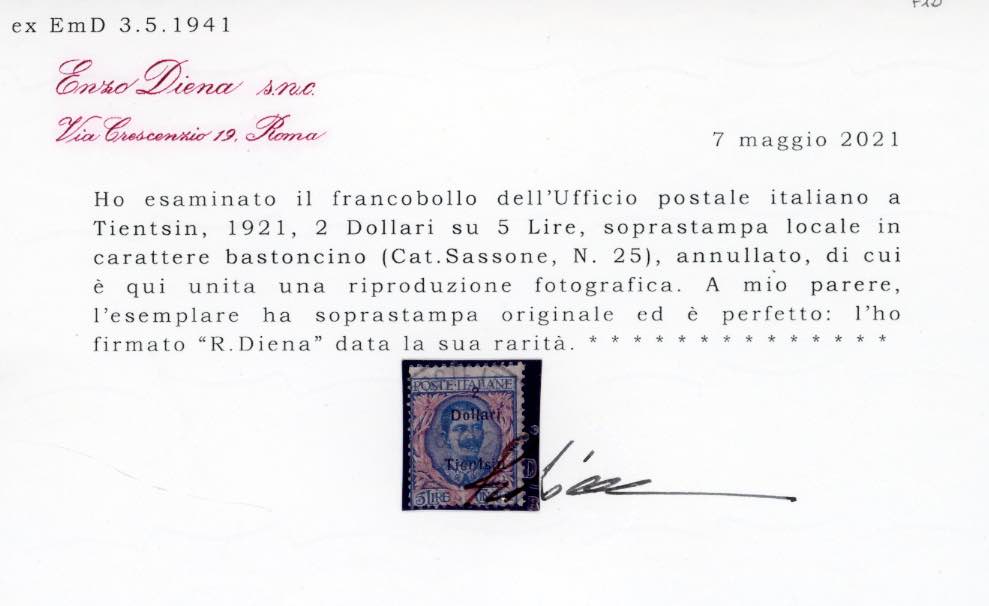 ex EmD 3.5.1941
Enzo Diena s.n.c.
Via Crescenzio 19, Roma
7 maggio 2021
Ho esaminato il francobollo dell'Ufficio postale italiano a
Tientsin, 1921, 2 Dollari su 5 Lire, soprastampa locale in
carattere bastoncino (Cat.Sassone, N. 25), annullato, di cui
è qui unita una riproduzione fotografica. A mio parere,
l'esemplare ha soprastampa originale ed è perfetto: l'ho
firmato “R.Diena” data la sua rarità. * * * * * * * * * * * * * *
POSTE·ITALIANE
2
Dollari
Tientsin
5 LIRE